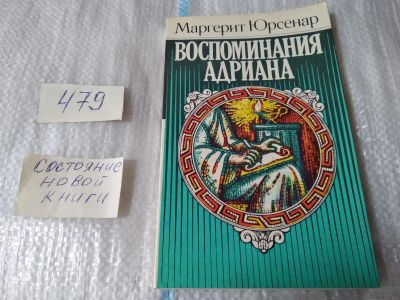 Маргерит Юрсенар
ВОСПОМИНАНИЯ
АДРИАНА
479
СОСТОЯНИЕ
НОВОЙ
КНИГИ